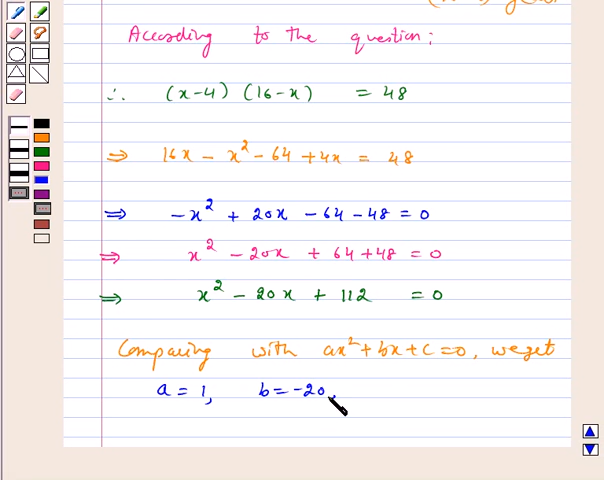 According to the question;
∴ (x-4) (16-x) = 48
⇒ 16x - x² - 64 + 4x = 48
⇒ -x² + 20x - 64 - 48 = 0
⇒ x² - 20x + 64 + 48 = 0
⇒ x² - 20x + 112 = 0
Comparing with ax² + bx + c = 0, we get
a = 1, b = -20,